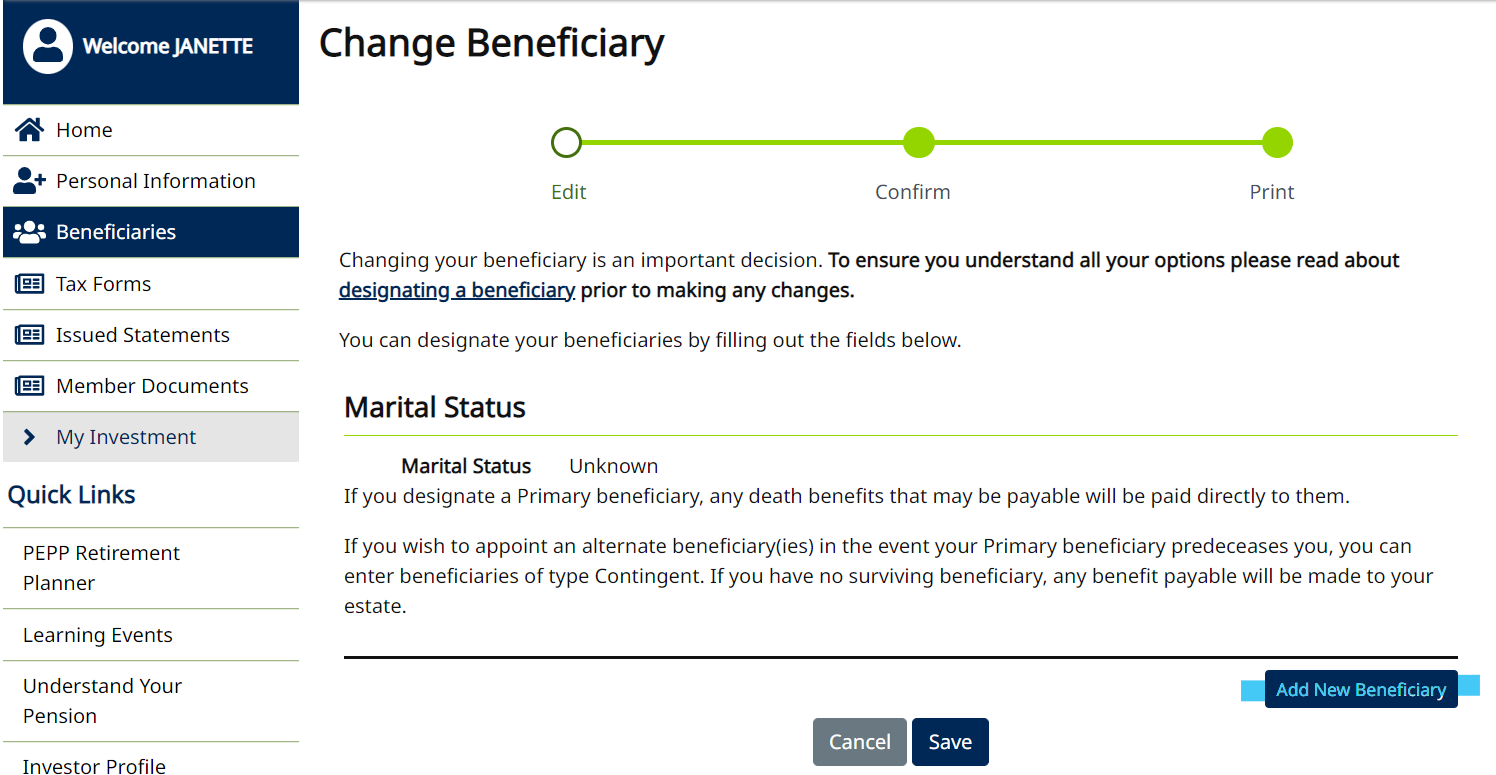 Welcome JANETTE
Home
Personal Information
Beneficiaries
Tax Forms
Issued Statements
Member Documents
My Investment
Quick Links
PEPP Retirement
Planner
Learning Events
Understand Your
Pension
Investor Profile
Change Beneficiary
Edit
Confirm
Print
Changing your beneficiary is an important decision. To ensure you understand all your options please read about
designating a beneficiary prior to making any changes.
You can designate your beneficiaries by filling out the fields below.
Marital Status
Marital Status Unknown
If you designate a Primary beneficiary, any death benefits that may be payable will be paid directly to them.
If you wish to appoint an alternate beneficiary(ies) in the event your Primary beneficiary predeceases you, you can
enter beneficiaries of type Contingent. If you have no surviving beneficiary, any benefit payable will be made to your
estate.
Add New Beneficiary
Cancel
Save